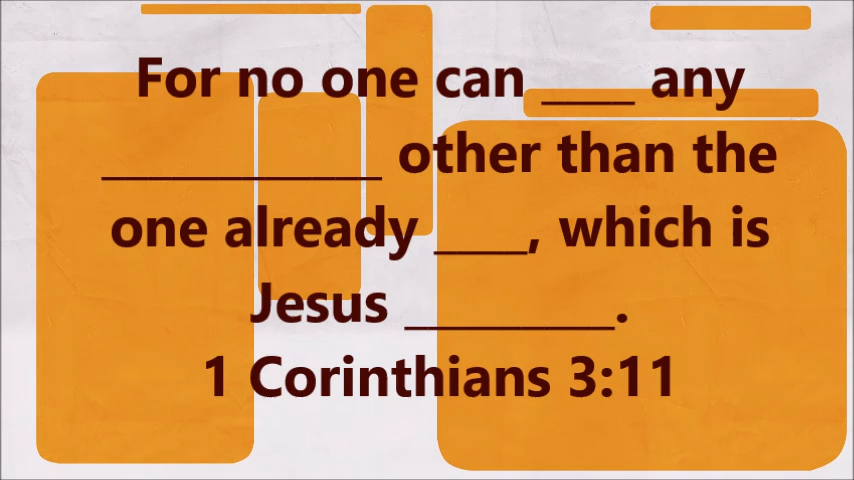 For no one can ____ any
____________ other than the
one already ____, which is
Jesus _________.
1 Corinthians 3:11